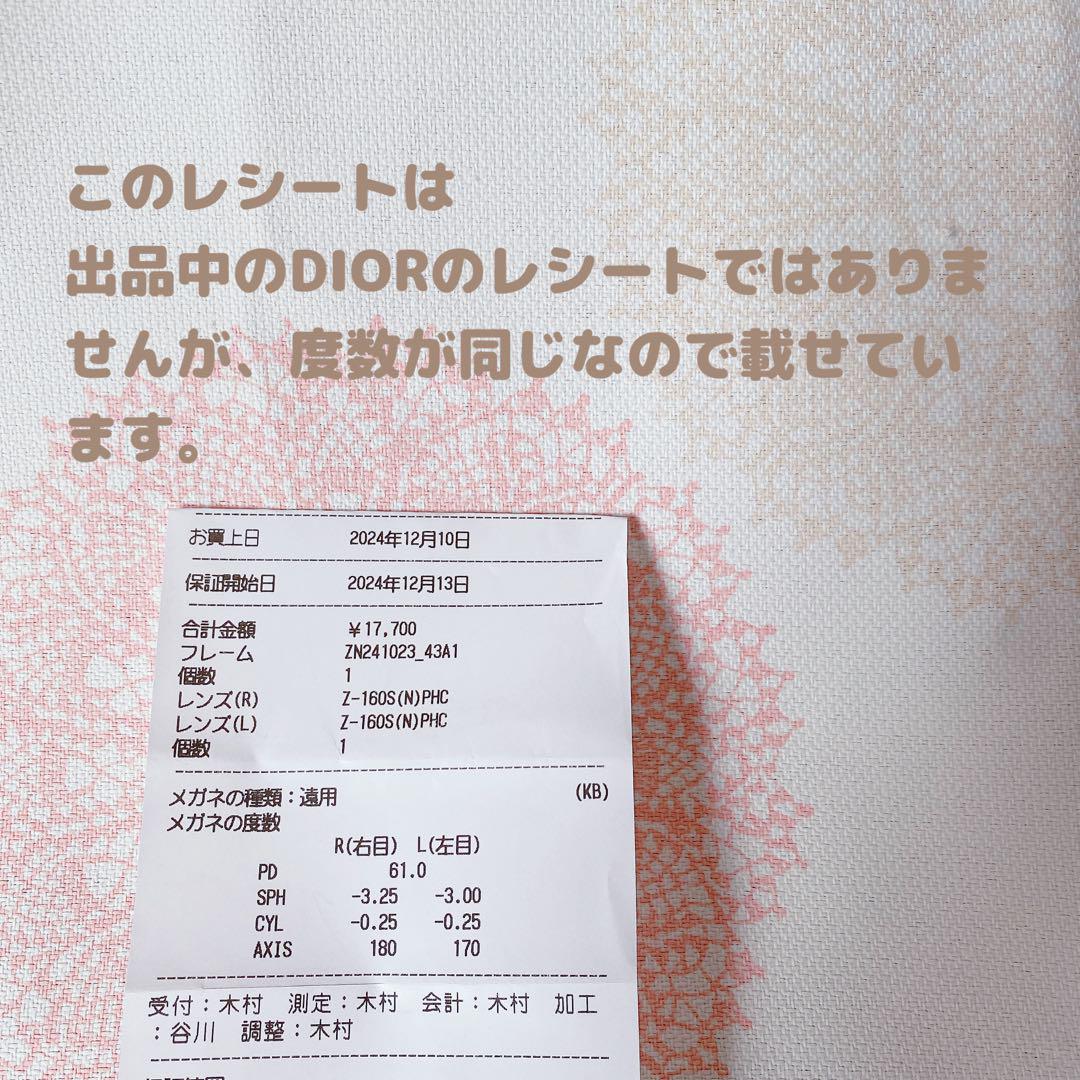 このレシートは
出品中のDIORのレシートではありま
せんが、度数が同じなので載せてい
ます。
お買上日 2024年12月10日
保証開始日 2024年12月13日
合計金額 ¥17,700
フレーム ZN241023_43A1
個数 1
レンズ(R) Z-160S(N)PHC
レンズ(L) Z-160S(N)PHC
個数 1
メガネの種類：遠用 (KB)
メガネの度数
R(右目) L(左目)
PD 61.0
SPH -3.25 -3.00
CYL -0.25 -0.25
AXIS 180 170
受付：木村 測定：木村 会計：木村 加工
：谷川 調整：木村